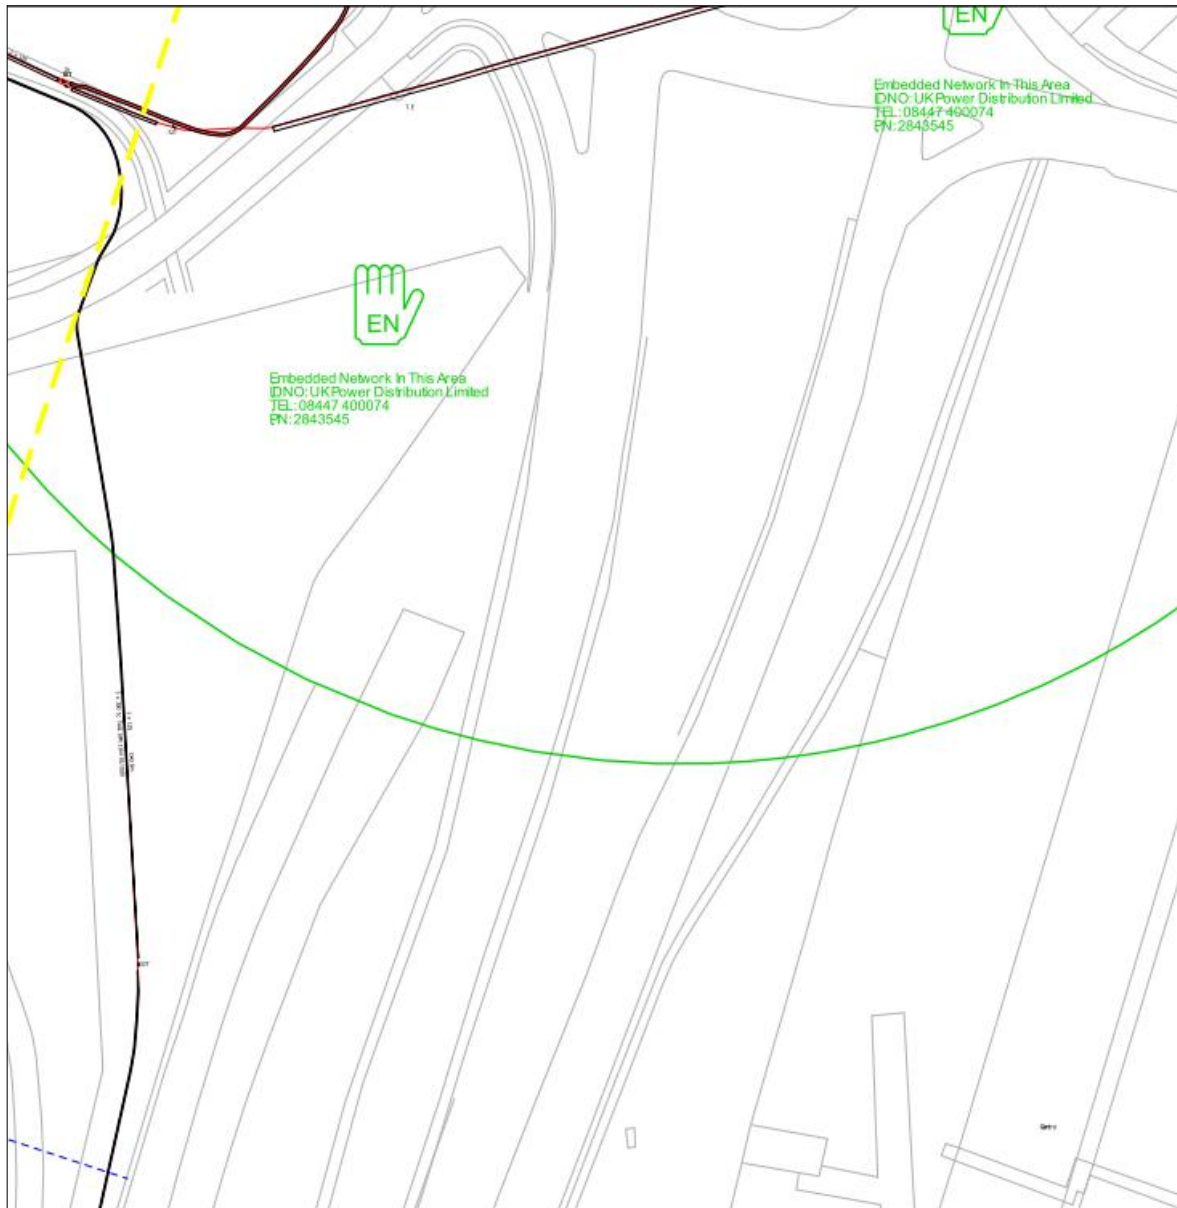 EN
Embedded Network In This Area
IDNO: UK Power Distribution Limited
TEL: 08447 400074
PN: 2843545
EN
Embedded Network In This Area
IDNO: UK Power Distribution Limited
TEL: 08447 400074
PN: 2843545